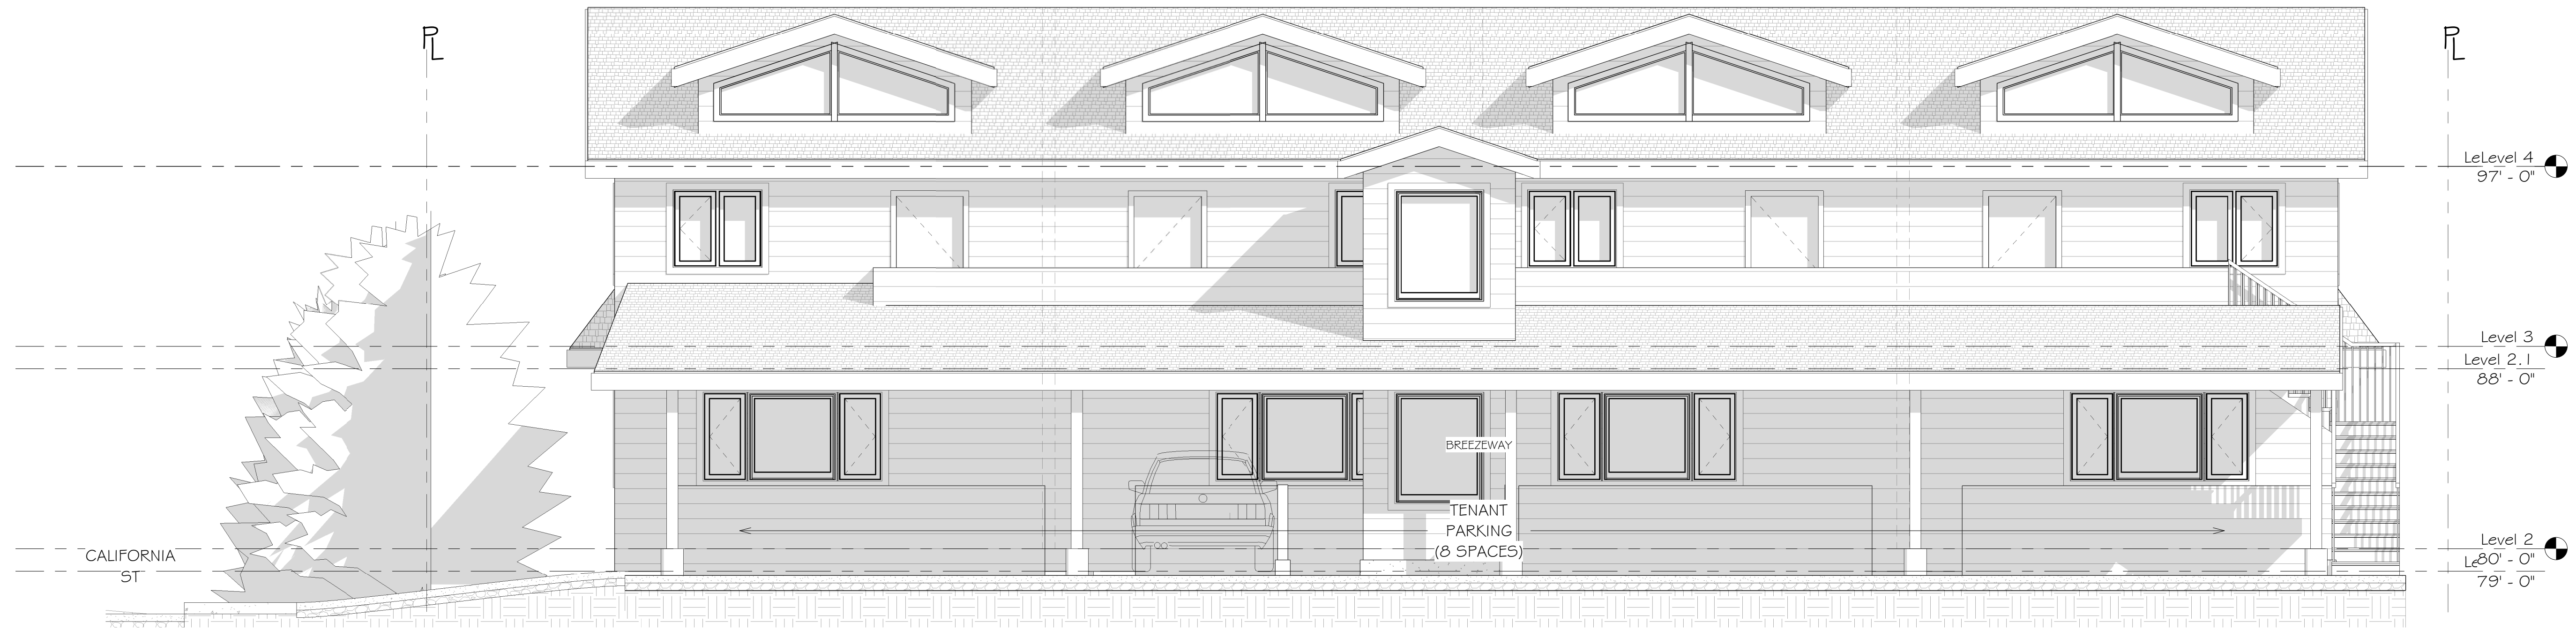 PL
PL
LeLevel 4
97' - 0"
Level 3
Level 2.1
88' - 0"
BREEZEWAY
TENANT
PARKING
(8 SPACES)
CALIFORNIA
ST
Level 2
Le80' - 0"
79' - 0"